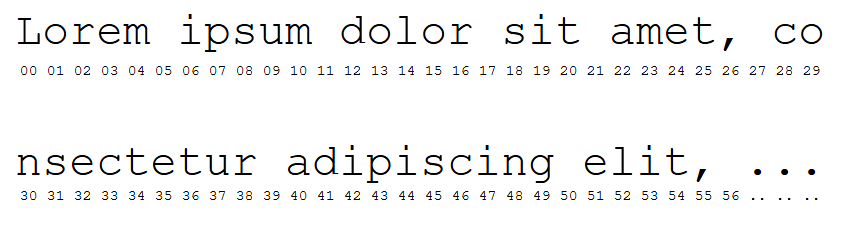 Lorem ipsum dolor sit amet, co
00 01 02 03 04 05 06 07 08 09 10 11 12 13 14 15 16 17 18 19 20 21 22 23 24 25 26 27 28 29
nsectetur adipiscing elit, ...
30 31 32 33 34 35 36 37 38 39 40 41 42 43 44 45 46 47 48 49 50 51 52 53 54 55 56 .. .. ..